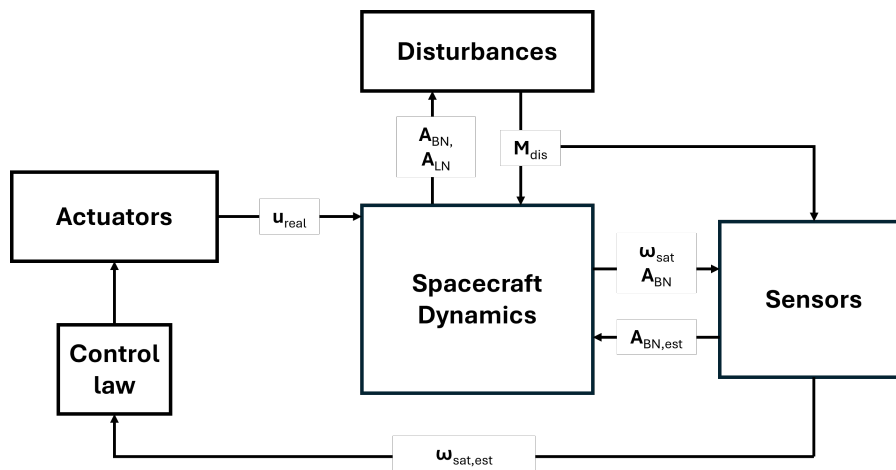 Disturbances
A_BN,
A_LN
M_dis
Actuators
u_real
Spacecraft
Dynamics
ω_sat
A_BN
Sensors
A_BN,est
Control
law
ω_sat,est